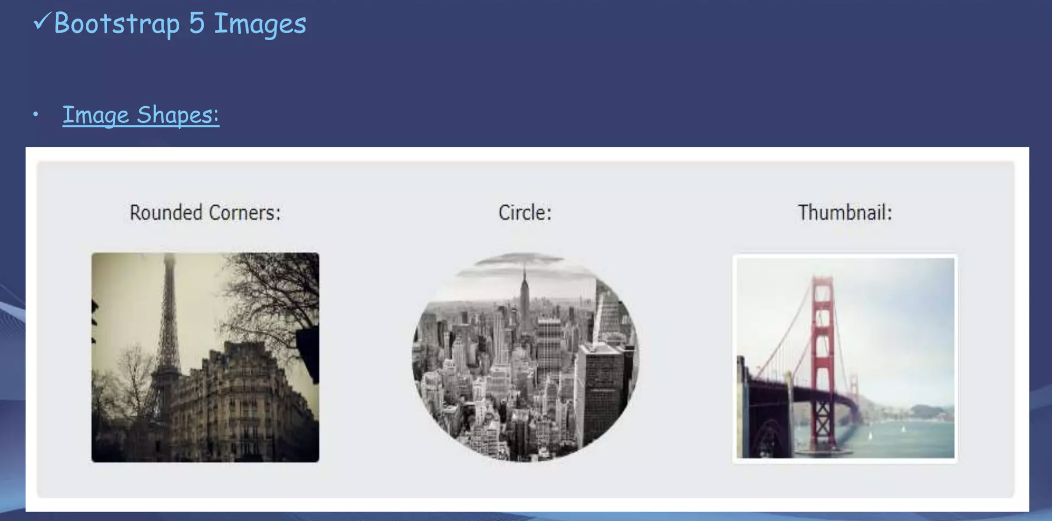 ✓Bootstrap 5 Images
• Image Shapes:
Rounded Corners: Circle: Thumbnail: